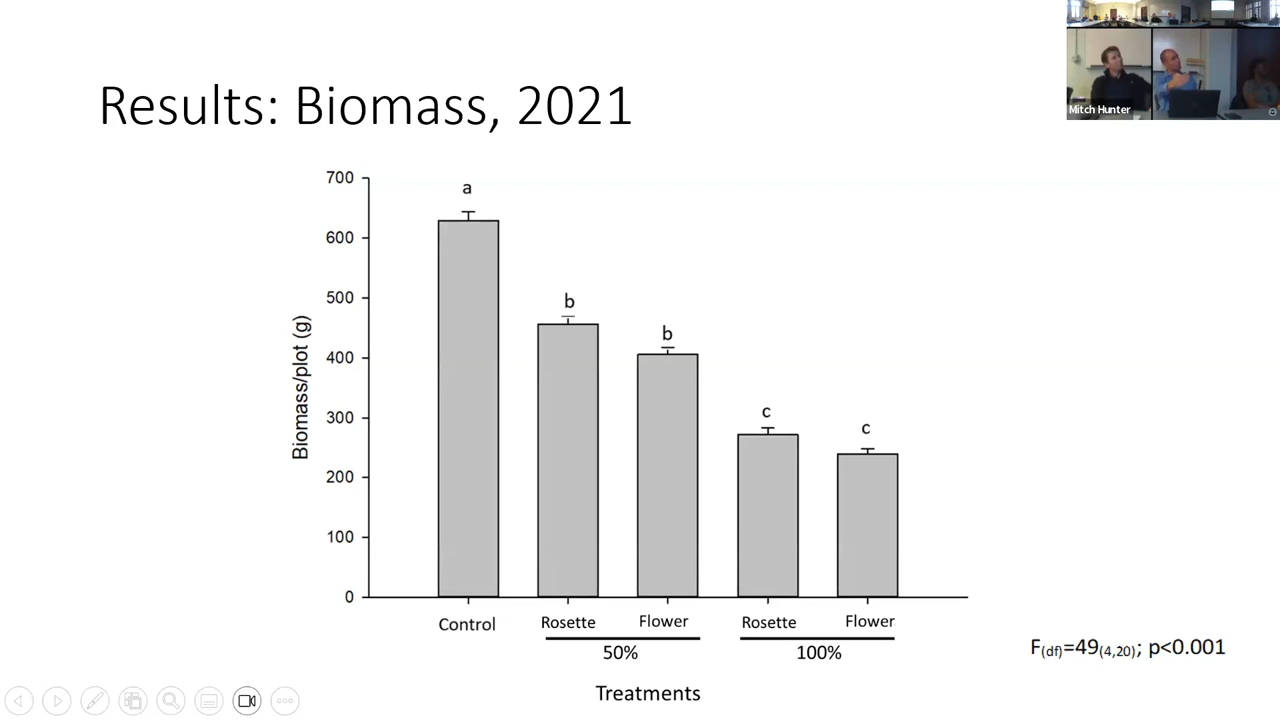 Mitch Hunter
Results: Biomass, 2021
Biomass/plot (g)
700
600
500
400
300
200
100
0
a
b
b
c
c
Control
Rosette
Flower
Rosette
Flower
50%
100%
Treatments
F(df)=49(4,20); p<0.001